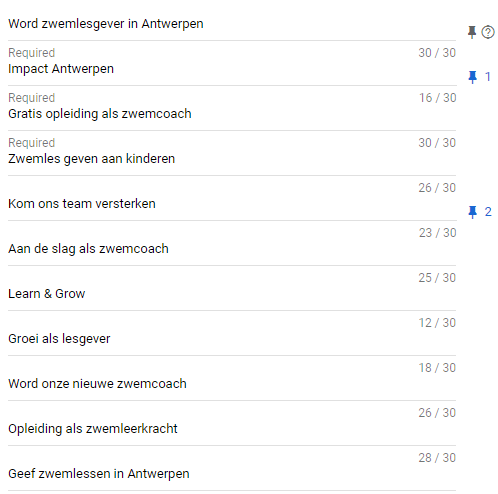 Word zwemlesgever in Antwerpen
Required 30 / 30
Impact Antwerpen 1
Required 16 / 30
Gratis opleiding als zwemcoach
Required 30 / 30
Zwemles geven aan kinderen
26 / 30
Kom ons team versterken 2
23 / 30
Aan de slag als zwemcoach
25 / 30
Learn & Grow
12 / 30
Groei als lesgever
18 / 30
Word onze nieuwe zwemcoach
26 / 30
Opleiding als zwemleerkracht
28 / 30
Geef zwemlessen in Antwerpen